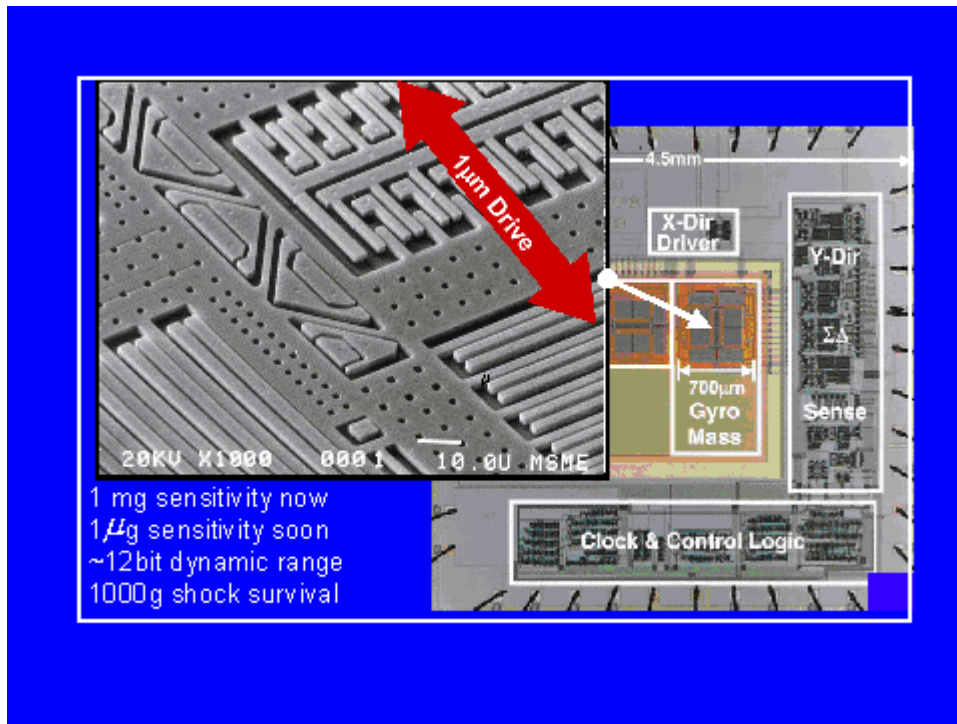 1μm Drive
4.5mm
X-Dir
Driver
Y-Dir
ΣΔ
Sense
700μm
Gyro
Mass
20KV X1000 0001 10.0U MSME
Clock & Control Logic
1 mg sensitivity now
1μg sensitivity soon
~12bit dynamic range
1000g shock survival